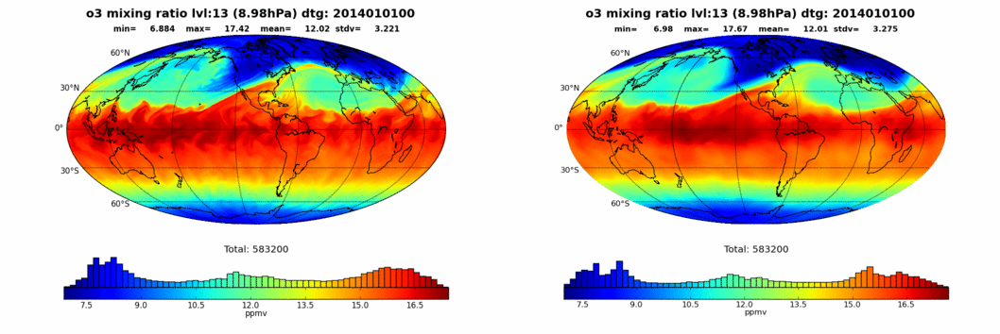 o3 mixing ratio lvl:13 (8.98hPa) dtg: 2014010100
min= 6.884 max= 17.42 mean= 12.02 stdv= 3.221
60°N
30°N
0°
30°S
60°S
Total: 583200
7.5 9.0 10.5 12.0 13.5 15.0 16.5
ppmv
o3 mixing ratio lvl:13 (8.98hPa) dtg: 2014010100
min= 6.98 max= 17.67 mean= 12.01 stdv= 3.275
60°N
30°N
0°
30°S
60°S
Total: 583200
7.5 9.0 10.5 12.0 13.5 15.0 16.5
ppmv